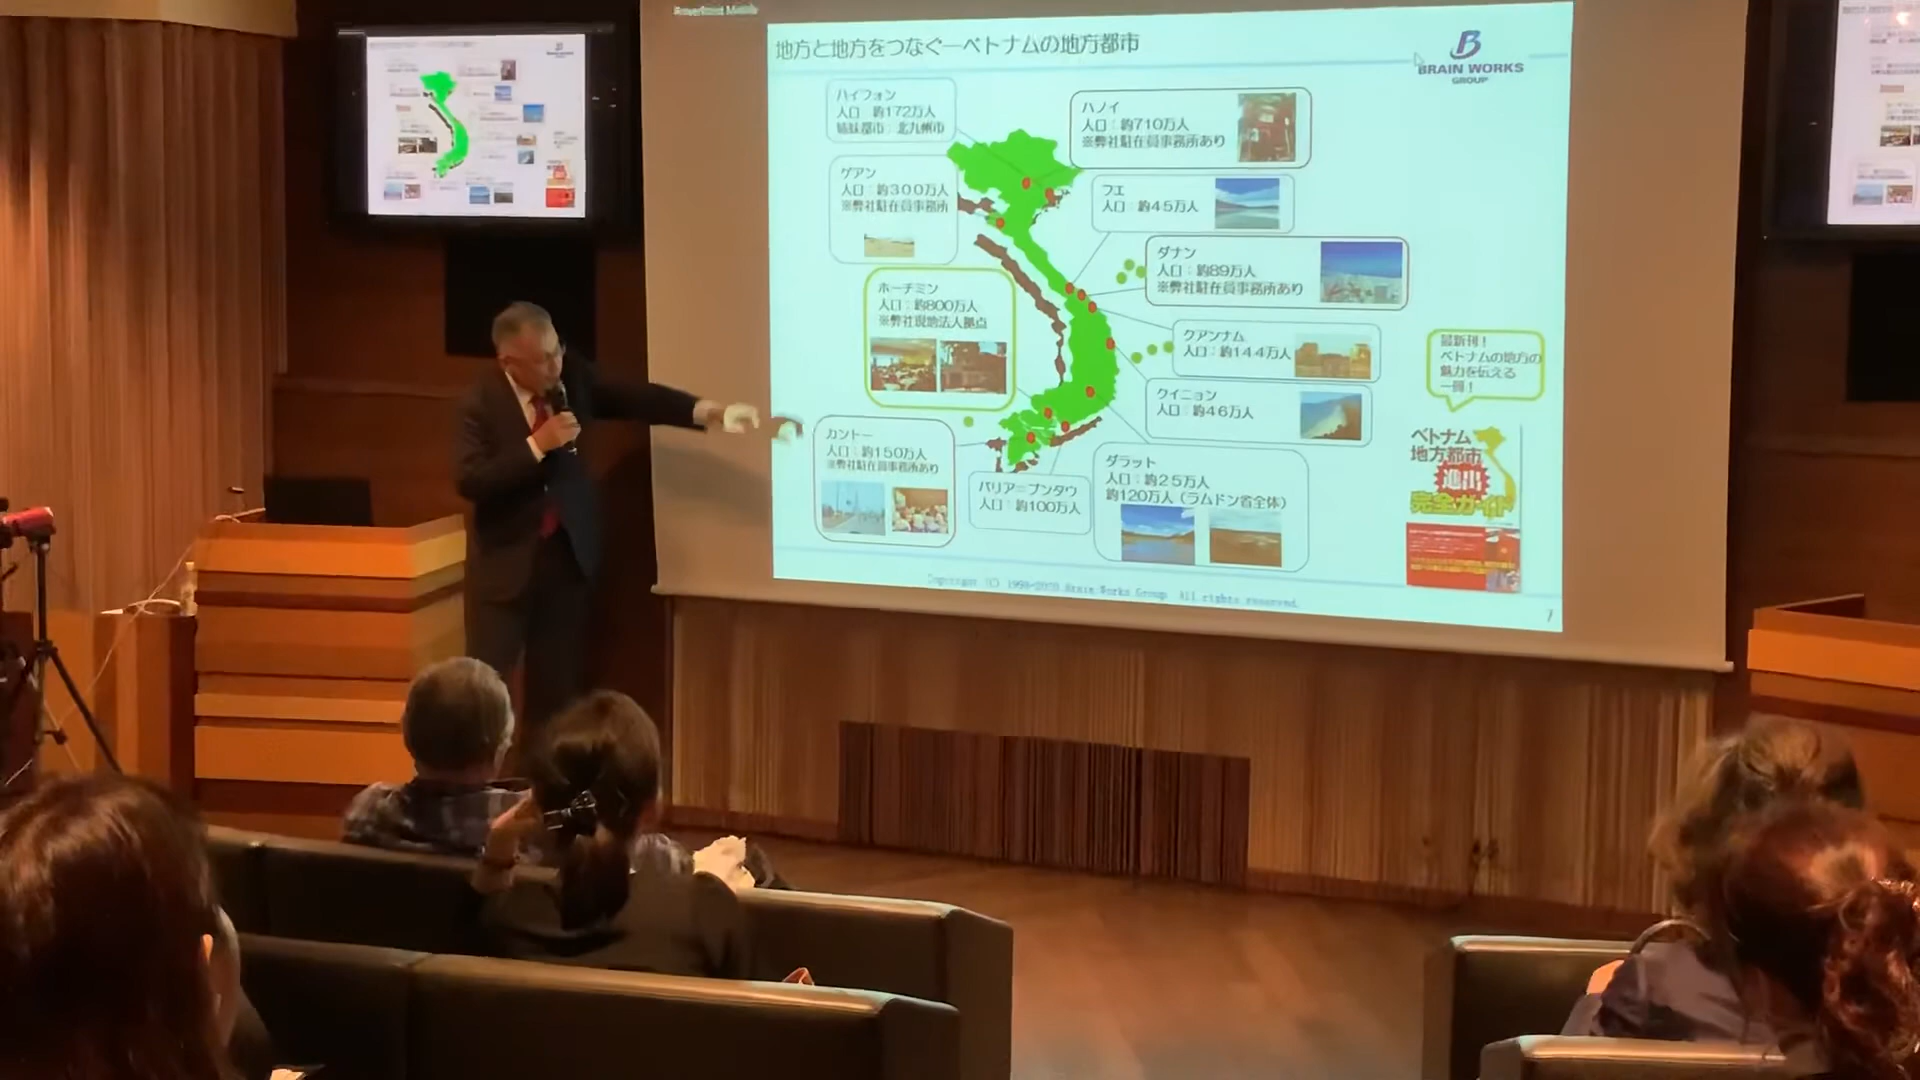 PowerPoint Mobile
地方と地方をつなぐ―ベトナムの地方都市
BRAIN WORKS
GROUP
ハイフォン
人口 約172万人
姉妹都市：北九州市
ハノイ
人口：約710万人
※弊社駐在員事務所あり
ゲアン
人口：約300万人
※弊社駐在員事務所
フエ
人口：約45万人
ダナン
人口：約89万人
※弊社駐在員事務所あり
ホーチミン
人口：約800万人
※弊社現地法人拠点
クアンナム
人口：約144万人
クイニョン
人口：約46万人
最新刊！
ベトナムの地方の
魅力を伝える
一冊！
カントー
人口：約150万人
※弊社駐在員事務所あり
バリア＝ブンタウ
人口：約100万人
ダラット
人口：約25万人
約120万人（ラムドン省全体）
ベトナム
地方都市
進出
完全ガイド
Copyright (C) 1998-2020 Brain Works Group All rights reserved.
7